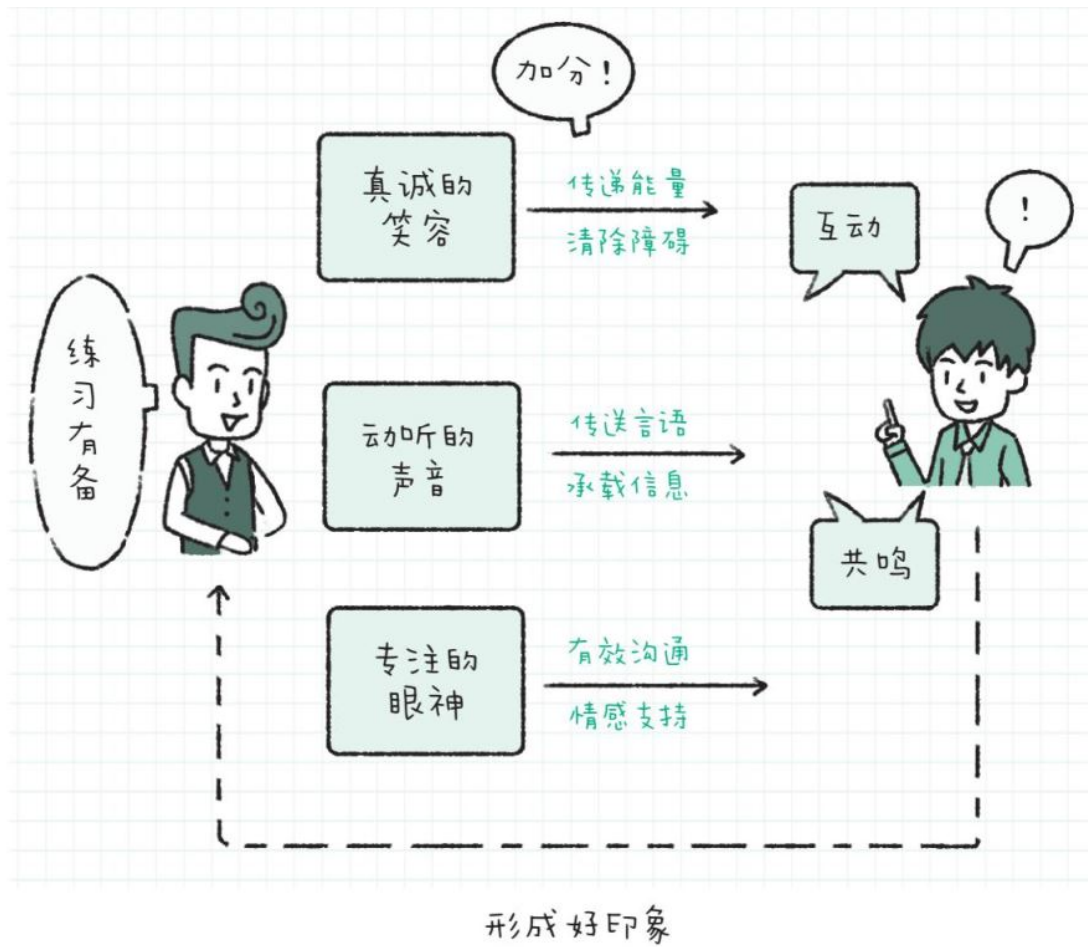 加分！
真诚的
笑容
传递能量
清除障碍
互动
！
练
习
有
备
动听的
声音
传送言语
承载信息
共鸣
专注的
眼神
有效沟通
情感支持
形成好印象